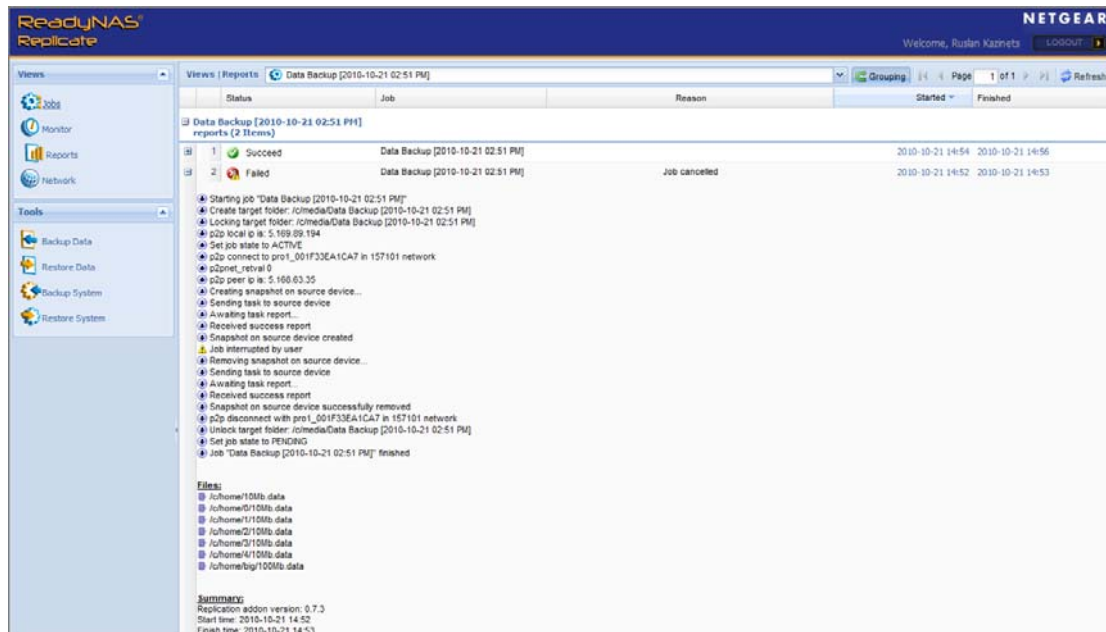 ReadyNAS®
Replicate
NETGEAR
Welcome, Ruslan Kazinets LOGOUT
Views
Jobs
Monitor
Reports
Network
Tools
Backup Data
Restore Data
Backup System
Restore System
Views | Reports Data Backup [2010-10-21 02:51 PM] Grouping Page 1 of 1 Refresh
Status Job Reason Started Finished
Data Backup [2010-10-21 02:51 PM]
reports (2 Items)
1 Succeed Data Backup [2010-10-21 02:51 PM] 2010-10-21 14:54 2010-10-21 14:56
2 Failed Data Backup [2010-10-21 02:51 PM] Job cancelled 2010-10-21 14:52 2010-10-21 14:53
Starting job "Data Backup [2010-10-21 02:51 PM]"
Create target folder: /c/media/Data Backup [2010-10-21 02:51 PM]
Locking target folder: /c/media/Data Backup [2010-10-21 02:51 PM]
p2p local ip is: 5.169.89.194
Set job state to ACTIVE
p2p connect to pro1_001F33EA1CA7 in 157101 network
p2pnet_retval 0
p2p peer ip is: 5.168.63.35
Creating snapshot on source device...
Sending task to source device
Awaiting task report...
Received success report
Snapshot on source device created
Job interrupted by user
Removing snapshot on source device...
Sending task to source device
Awaiting task report...
Received success report
Snapshot on source device successfully removed
p2p disconnect with pro1_001F33EA1CA7 in 157101 network
Unlock target folder: /c/media/Data Backup [2010-10-21 02:51 PM]
Set job state to PENDING
Job "Data Backup [2010-10-21 02:51 PM]" finished
Files:
/c/home/10Mb.data
/c/home/0/10Mb.data
/c/home/1/10Mb.data
/c/home/2/10Mb.data
/c/home/3/10Mb.data
/c/home/4/10Mb.data
/c/home/big/100Mb.data
Summary:
Replication addon version: 0.7.3
Start time: 2010-10-21 14:52
Finish time: 2010-10-21 14:53